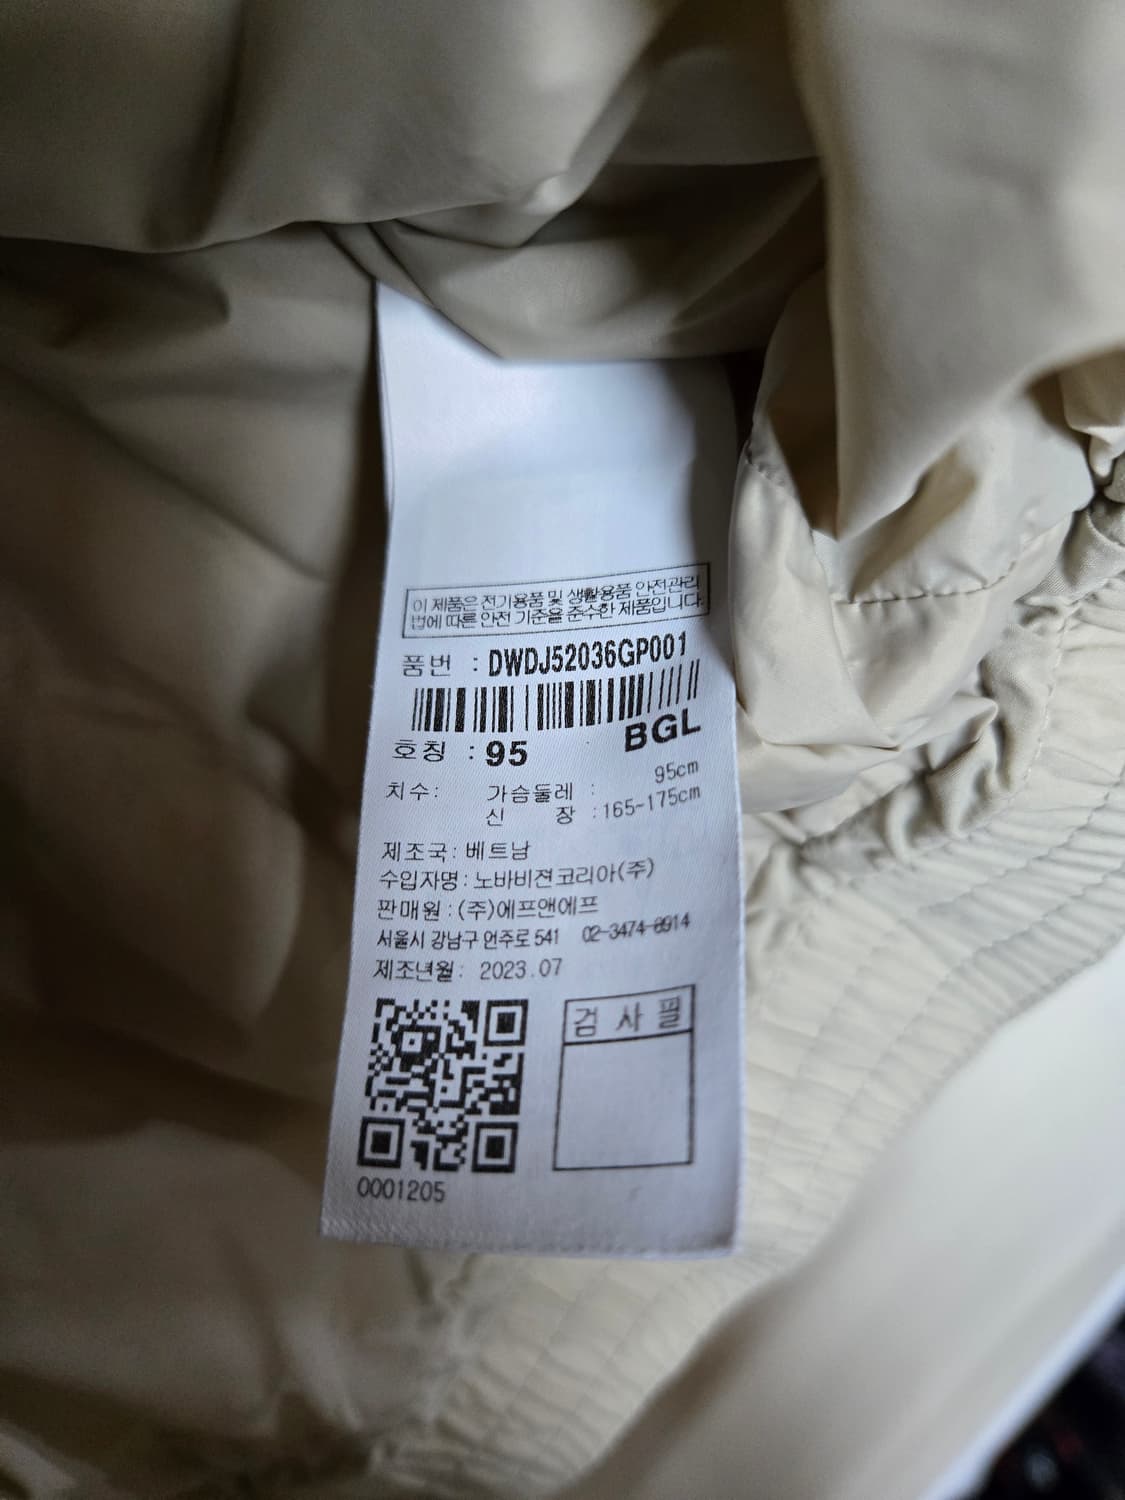 이 제품은 전기용품 및 생활용품 안전관리
법에 따른 안전 기준을 준수한 제품입니다.
품번 : DWDJ52036GP001
호칭 : 95 BGL
치수: 가슴둘레 : 95cm
신 장 : 165-175cm
제조국: 베트남
수입자명: 노바비젼코리아(주)
판매원 : (주)에프앤에프
서울시 강남구 언주로 541 02-3474-8914
제조년월: 2023.07
검 사 필
0001205